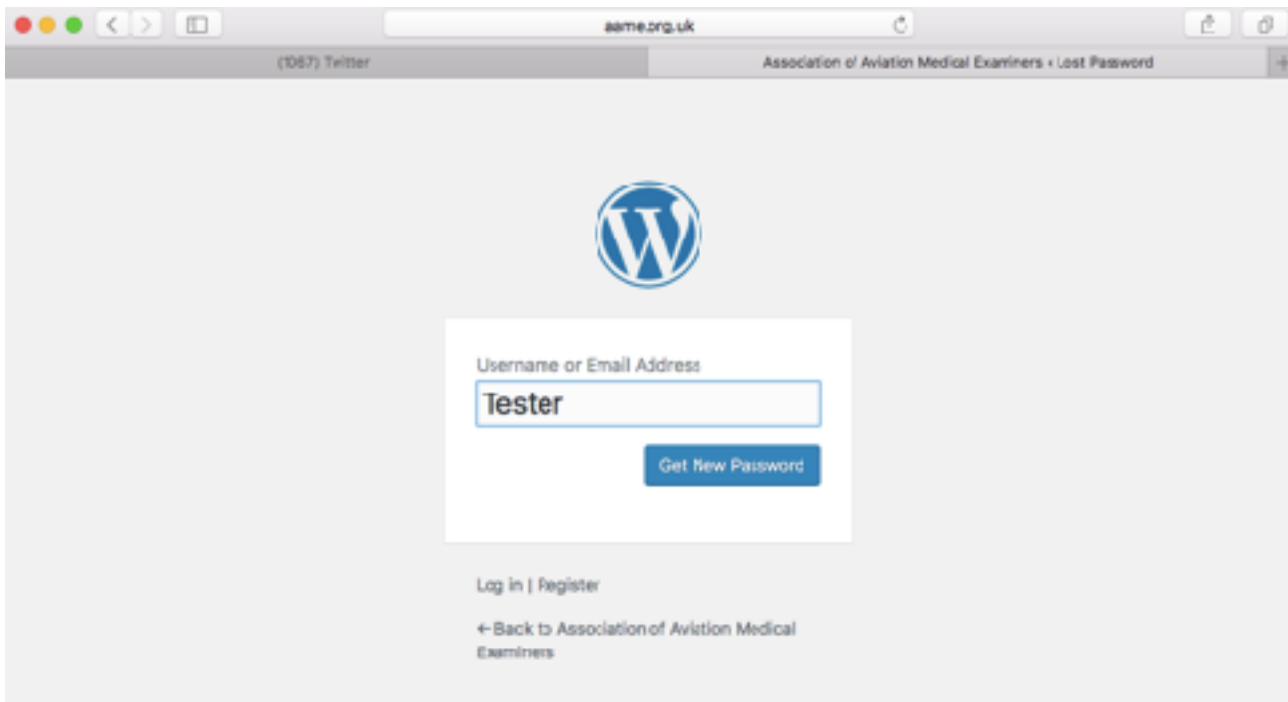 aame.org.uk
(1067) Twitter
Association of Aviation Medical Examiners ‹ Lost Password
Username or Email Address
Tester
Get New Password
Log in | Register
← Back to Association of Aviation Medical
Examiners